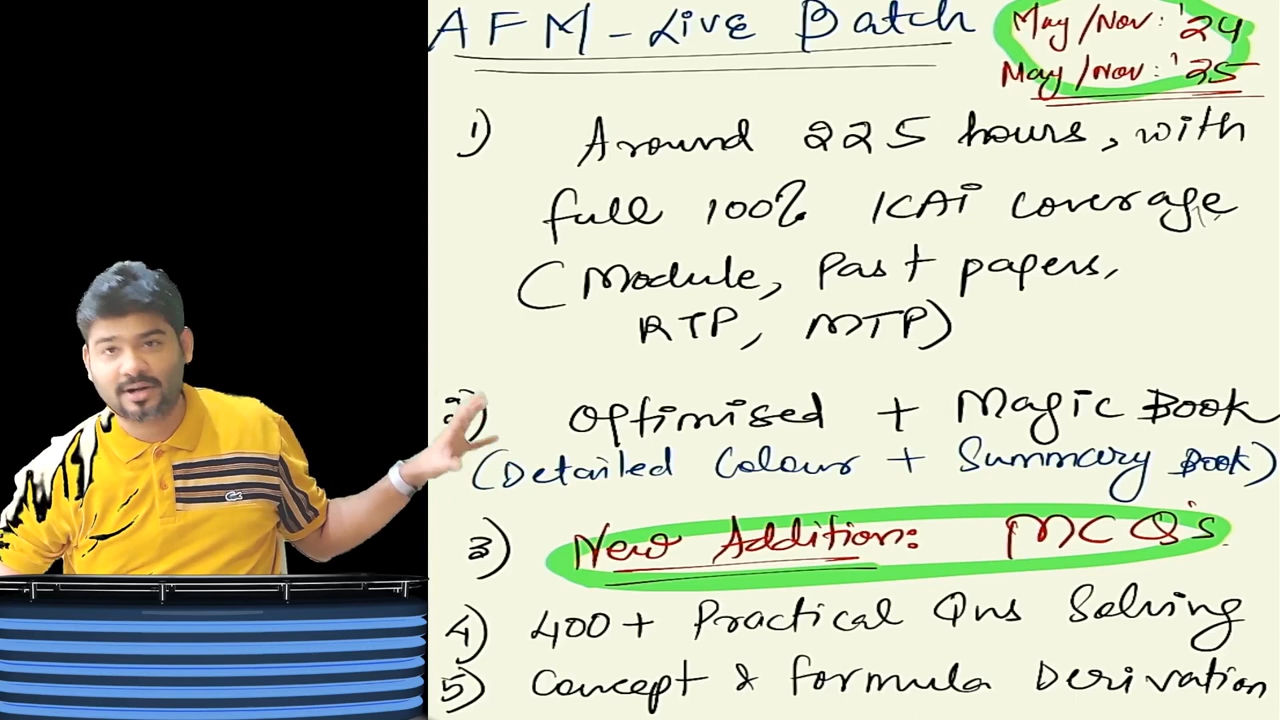 AFM - Live Batch
May/Nov: '24
May/Nov: '25
1) Around 225 hours, with
full 100% ICAI coverage
(Module, Past papers,
RTP, MTP)
2) Optimised + Magic Book
(Detailed Colour + Summary Book)
3) New Addition: MCQ's
4) 400+ Practical Qns Solving
5) Concept & formula Derivation